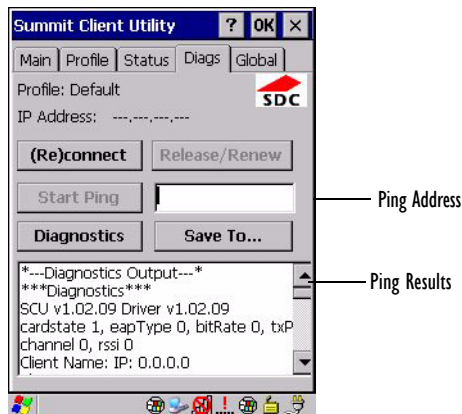 Summit Client Utility ? OK ×
Main Profile Status Diags Global
Profile: Default
SDC
IP Address: ---.---.---.---
(Re)connect Release/Renew
Start Ping
Ping Address
Diagnostics Save To...
*---Diagnostics Output---*
Ping Results
***Diagnostics***
SCU v1.02.09 Driver v1.02.09
cardstate 1, eapType 0, bitRate 0, txP
channel 0, rssi 0
Client Name: IP: 0.0.0.0